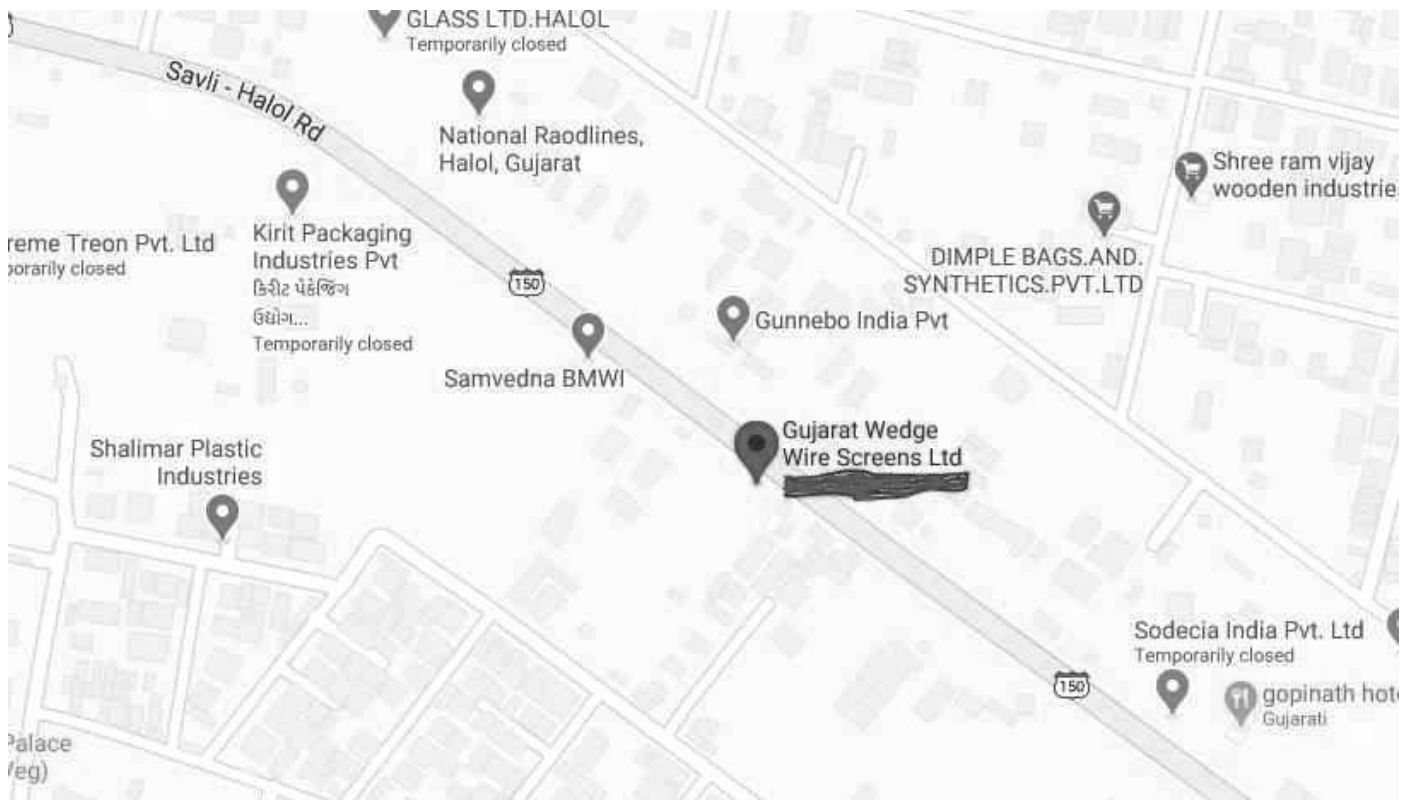 GLASS LTD.HALOL
Temporarily closed
Savli - Halol Rd
National Raodlines,
Halol, Gujarat
Shree ram vijay
wooden industrie
Kirit Packaging
Industries Pvt
કિરીટ પેકેજિંગ
ઉદ્યોગ...
Temporarily closed
reme Treon Pvt. Ltd
porarily closed
DIMPLE BAGS.AND.
SYNTHETICS.PVT.LTD
150
Gunnebo India Pvt
Samvedna BMWI
Gujarat Wedge
Wire Screens Ltd
Shalimar Plastic
Industries
Sodecia India Pvt. Ltd
Temporarily closed
150
gopinath hot
Gujarati
Palace
Veg)